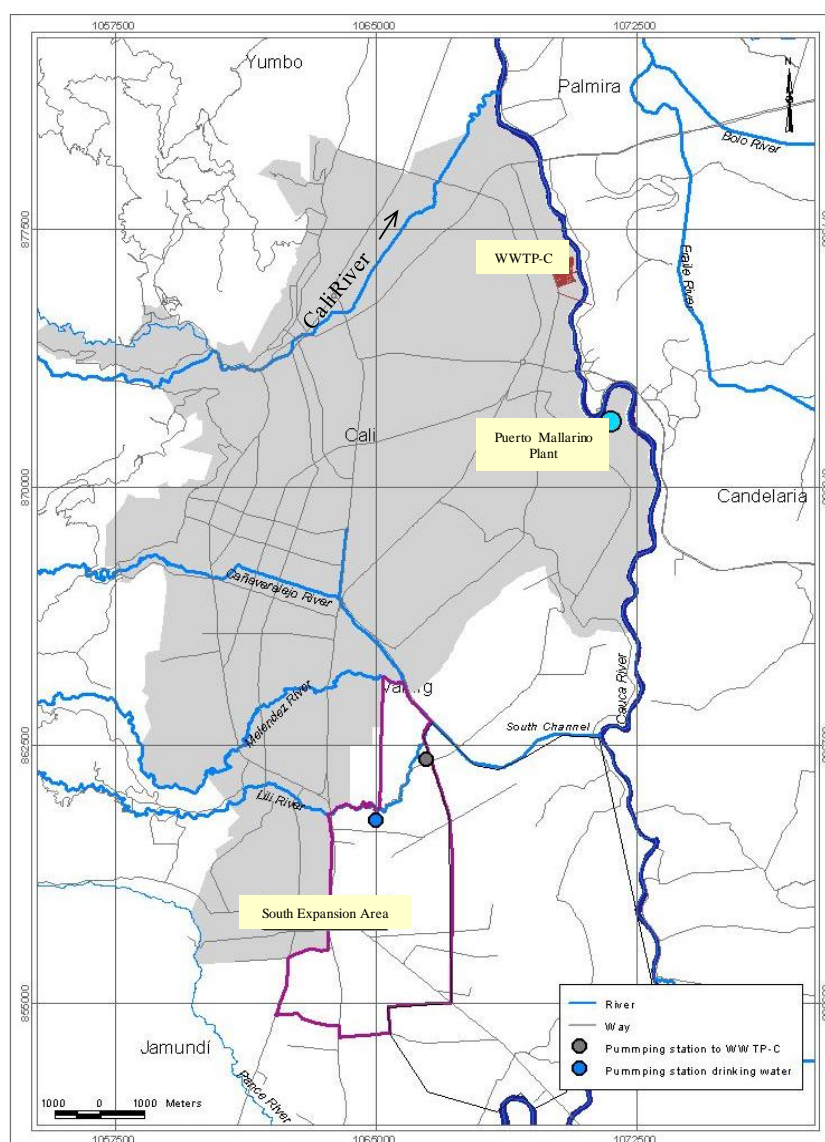 1057500
1065000
1072500
Yumbo
Palmira
N
Bolo River
877500
WWTP-C
Fraile River
Cali River
Cali
Puerto Mallarino
Plant
870000
Candelaria
Cañaveralejo River
Cauca River
South Channel
Melendez River
862500
Lili River
South Expansion Area
855000
River
Way
Pummping station to WWTP-C
Pummping station drinking water
Jamundí
Pance River
1000 0 1000 Meters
1057500
1065000
1072500